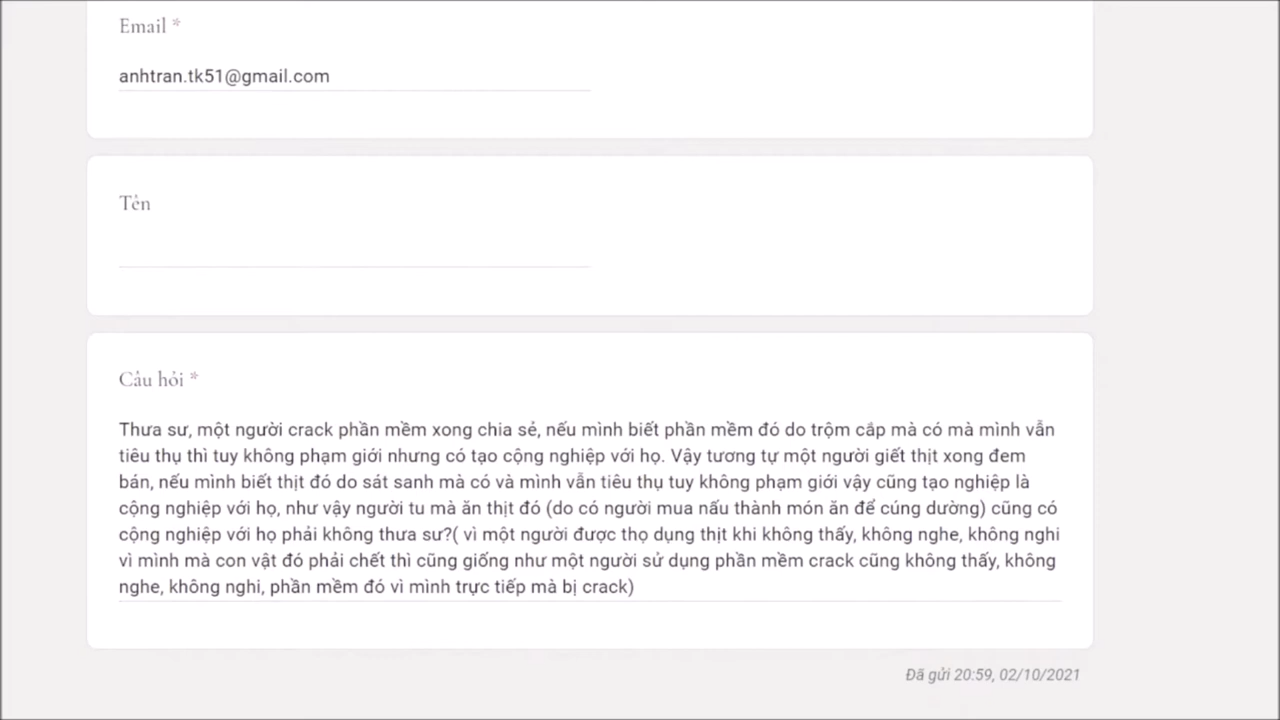 Email *
anhtran.tk51@gmail.com
Tên
Câu hỏi *
Thưa sư, một người crack phần mềm xong chia sẻ, nếu mình biết phần mềm đó do trộm cắp mà có mà mình vẫn
tiêu thụ thì tuy không phạm giới nhưng có tạo cộng nghiệp với họ. Vậy tương tự một người giết thịt xong đem
bán, nếu mình biết thịt đó do sát sanh mà có và mình vẫn tiêu thụ tuy không phạm giới vậy cũng tạo nghiệp là
cộng nghiệp với họ, như vậy người tu mà ăn thịt đó (do có người mua nấu thành món ăn để cúng dường) cũng có
cộng nghiệp với họ phải không thưa sư?( vì một người được thọ dụng thịt khi không thấy, không nghe, không nghi
vì mình mà con vật đó phải chết thì cũng giống như một người sử dụng phần mềm crack cũng không thấy, không
nghe, không nghi, phần mềm đó vì mình trực tiếp mà bị crack)
Đã gửi 20:59, 02/10/2021